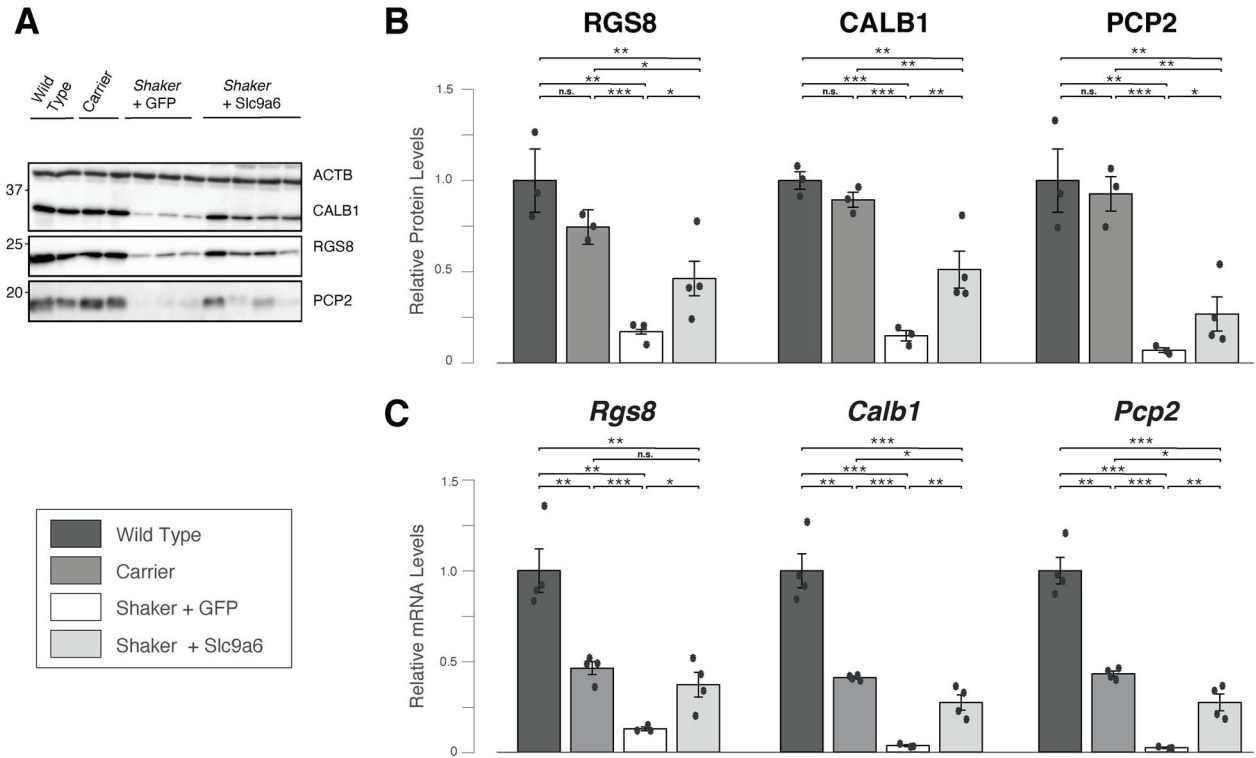 A
Wild Type
Carrier
Shaker + GFP
Shaker + Slc9a6
37
25
20
ACTB
CALB1
RGS8
PCP2
Wild Type
Carrier
Shaker + GFP
Shaker + Slc9a6
B
RGS8 CALB1 PCP2
** ** **
* ** **
** *** **
n.s. *** * n.s. *** ** n.s. *** *
Relative Protein Levels
1.5
1.0
0.5
0
C
Rgs8 Calb1 Pcp2
** *** ***
n.s. * *
** *** ***
** *** * ** *** ** ** *** **
Relative mRNA Levels
1.5
1.0
0.5
0